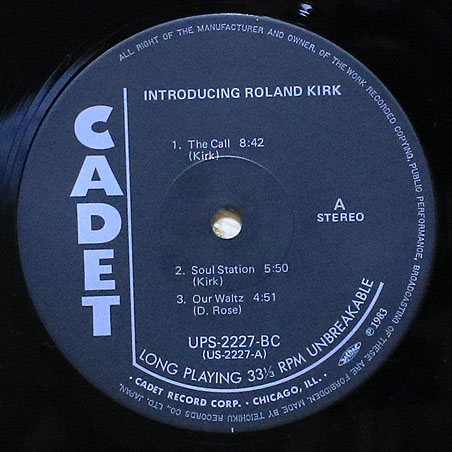 ALL RIGHT OF THE MANUFACTURER AND OWNER, OF THE WORK RECORDED COPYING, PUBLIC PERFORMANCE, BROADCASTING OF THESE ARE FORBIDDEN. MADE BY TEICHIKU RECORDS CO., LTD. JAPAN.
INTRODUCING ROLAND KIRK
CADET
1. The Call 8:42
(Kirk)
A
STEREO
2. Soul Station 5:50
(Kirk)
3. Our Waltz 4:51
(D. Rose)
UPS-2227-BC
(US-2227-A)
LONG PLAYING 33⅓ RPM UNBREAKABLE
℗1983
• CADET RECORD CORP. • CHICAGO, ILL. •